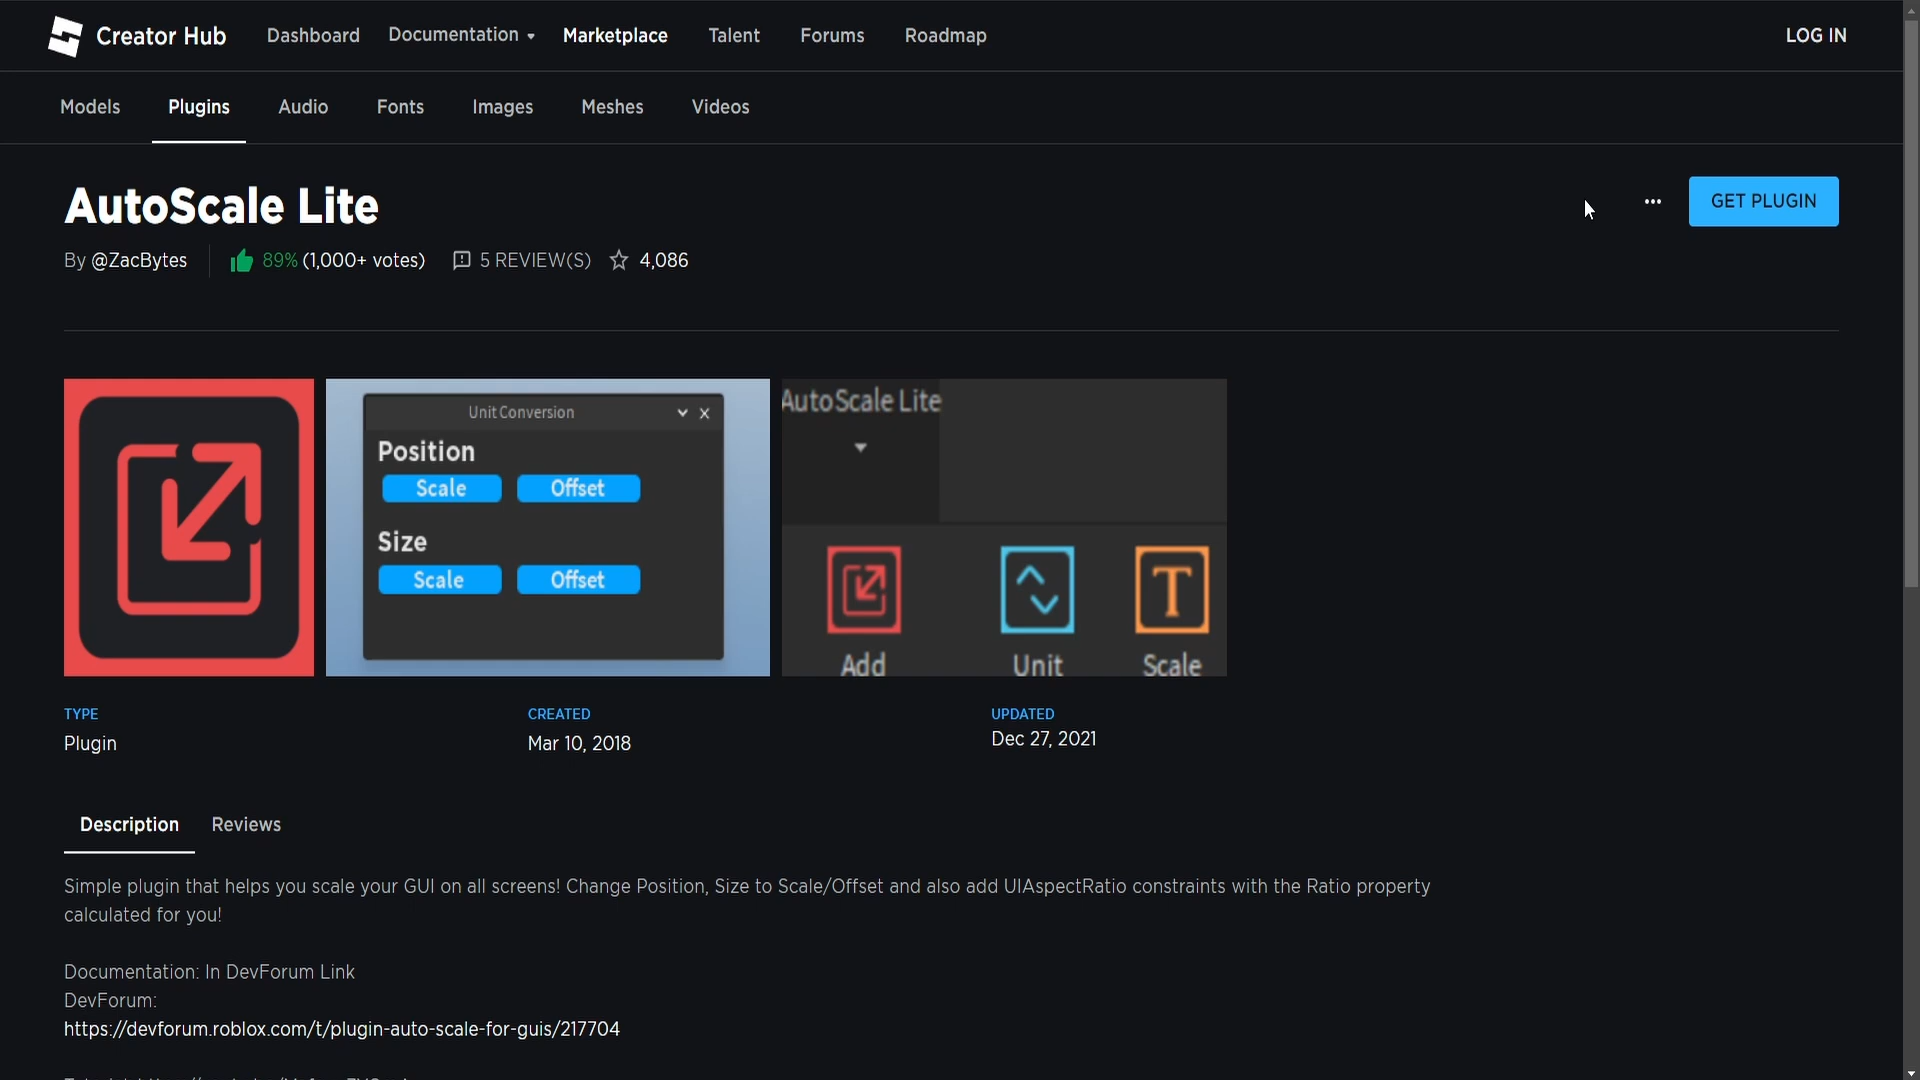 Creator Hub Dashboard Documentation Marketplace Talent Forums Roadmap LOG IN
Models Plugins Audio Fonts Images Meshes Videos
AutoScale Lite
... GET PLUGIN
By @ZacBytes 89% (1,000+ votes) 5 REVIEW(S) 4,086
Unit Conversion
Position
Scale Offset
Size
Scale Offset
AutoScale Lite
T
Add Unit Scale
TYPE
Plugin
CREATED
Mar 10, 2018
UPDATED
Dec 27, 2021
Description Reviews
Simple plugin that helps you scale your GUI on all screens! Change Position, Size to Scale/Offset and also add UIAspectRatio constraints with the Ratio property
calculated for you!
Documentation: In DevForum Link
DevForum:
https://devforum.roblox.com/t/plugin-auto-scale-for-guis/217704